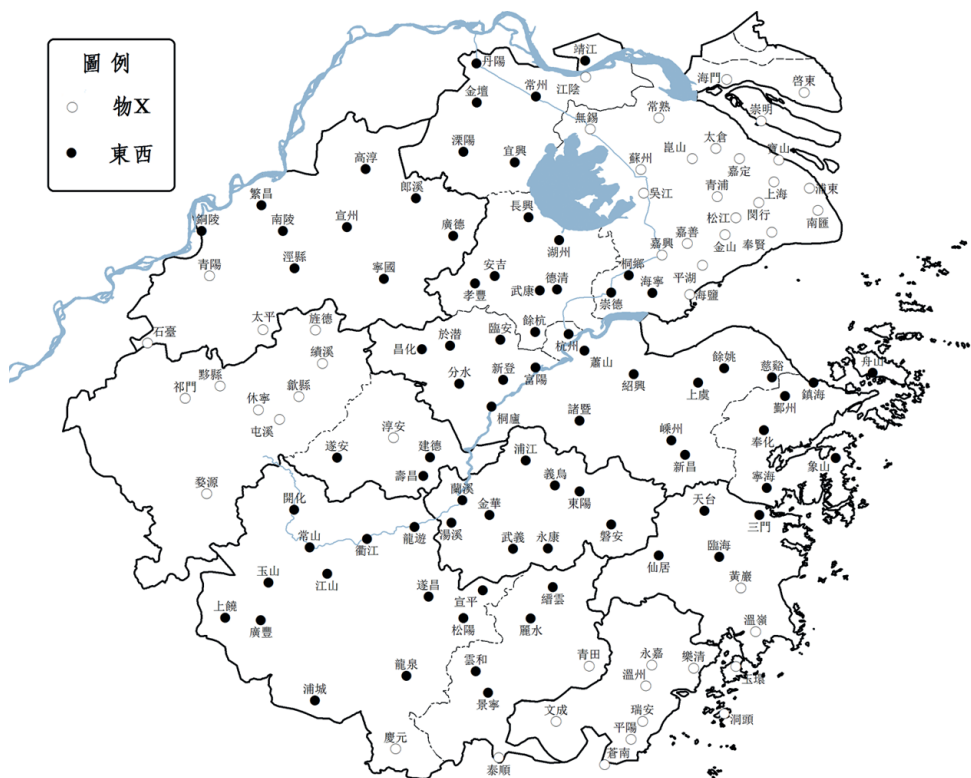 圖例
物X
東西
靖江
丹陽
江陰
海門
啓東
金壇
常州
常熟
崇明
無錫
溧陽
宜興
高淳
蘇州
崑山
太倉
嘉定
寶山
郎溪
吳江
青浦
上海
浦東
繁昌
長興
松江
閔行
南匯
銅陵
南陵
宣州
廣德
湖州
嘉興
嘉善
金山
奉賢
青陽
涇縣
寧國
安吉
孝豐
武康
德清
桐鄉
崇德
海寧
平湖
海鹽
石臺
太平
旌德
昌化
於潛
臨安
餘杭
杭州
蕭山
績溪
黟縣
祁門
歙縣
休寧
屯溪
分水
新登
富陽
紹興
餘姚
上虞
慈谿
舟山
鎮海
鄞州
桐廬
諸暨
淳安
嵊州
新昌
奉化
象山
寧海
遂安
建德
壽昌
浦江
義烏
東陽
婺源
開化
蘭溪
金華
湯溪
天台
三門
常山
衢江
龍遊
武義
永康
磐安
仙居
臨海
黃巖
玉山
江山
遂昌
宣平
縉雲
上饒
廣豐
松陽
麗水
溫嶺
龍泉
雲和
青田
永嘉
樂清
玉環
溫州
浦城
景寧
文成
瑞安
洞頭
平陽
慶元
泰順
蒼南